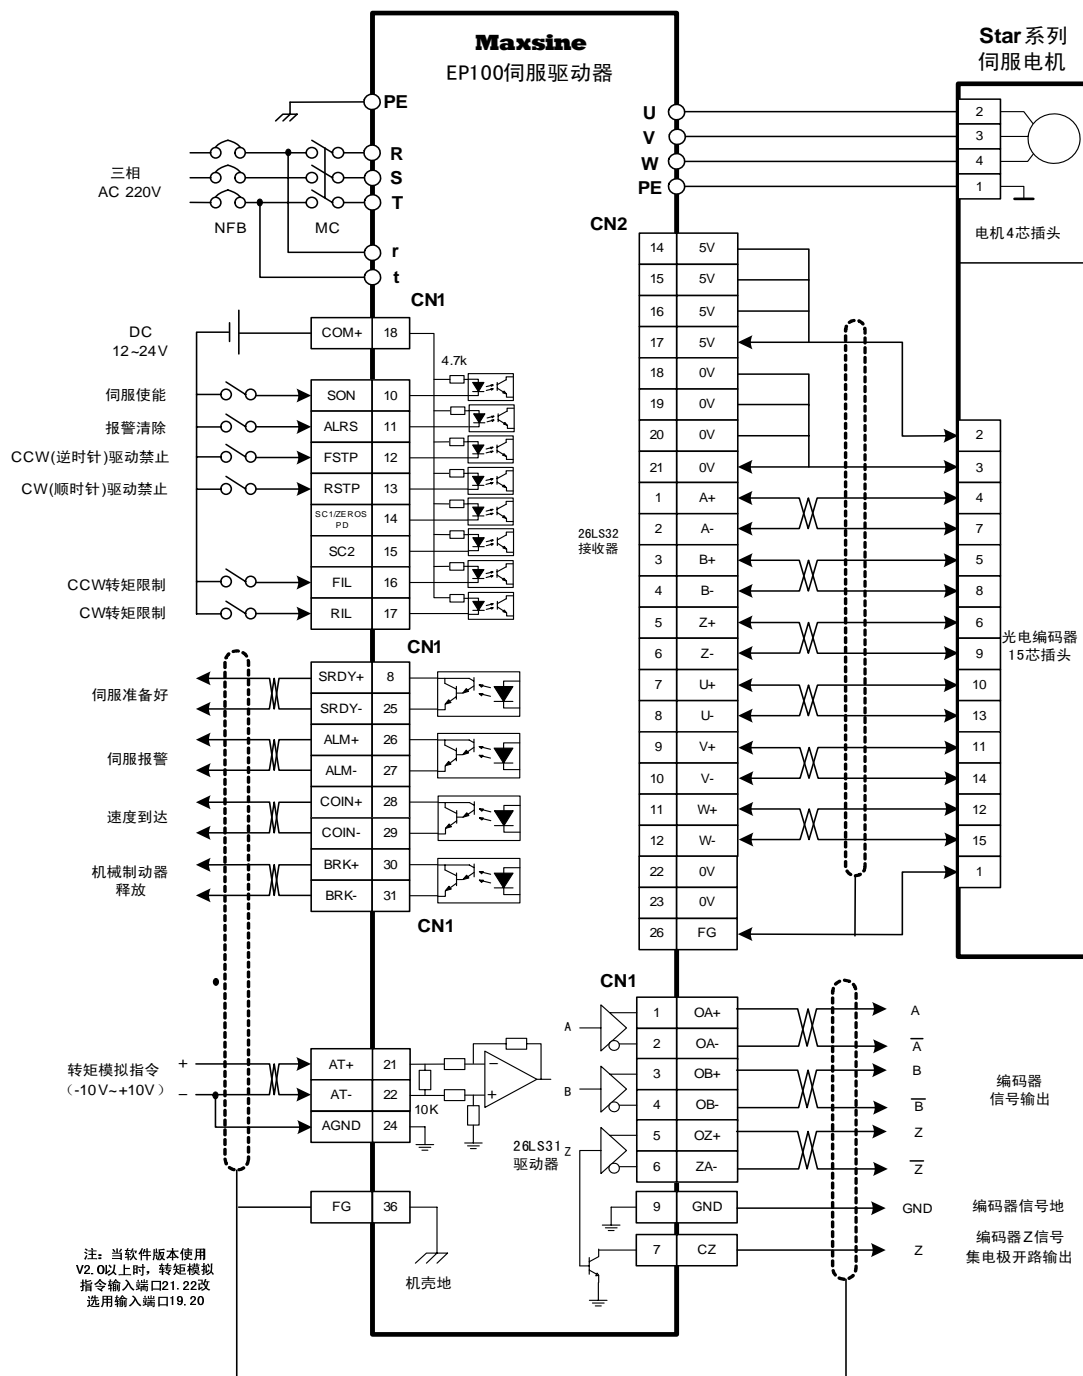 Maxsine
EP100伺服驱动器
Star系列
伺服电机
PE
R
S
T
r
t
三相
AC 220V
NFB
MC
U
V
W
PE
2
3
4
1
电机4芯插头
CN1
DC
12~24V
COM+ 18
4.7k
伺服使能 SON 10
报警清除 ALRS 11
CCW(逆时针)驱动禁止 FSTP 12
CW(顺时针)驱动禁止 RSTP 13
SC1/ZEROS
PD
14
SC2 15
CCW转矩限制 FIL 16
CW转矩限制 RIL 17
CN1
伺服准备好
SRDY+ 8
SRDY- 25
伺服报警
ALM+ 26
ALM- 27
速度到达
COIN+ 28
COIN- 29
机械制动器
释放
BRK+ 30
BRK- 31
CN1
转矩模拟指令
(-10V~+10V)
+
−
AT+ 21
AT- 22
AGND 24
10K
−
+
FG 36
机壳地
注：当软件版本使用
V2.0以上时，转矩模拟
指令输入端口21.22改
选用输入端口19.20
CN2
14 5V
15 5V
16 5V
17 5V
18 0V
19 0V
20 0V
21 0V
1 A+
2 A-
3 B+
4 B-
5 Z+
6 Z-
7 U+
8 U-
9 V+
10 V-
11 W+
12 W-
22 0V
23 0V
26 FG
26LS32
接收器
2
3
4
7
5
8
6
9
10
13
11
14
12
15
1
光电编码器
15芯插头
CN1
A
1 OA+ A
2 OA- A̅
B
3 OB+ B
4 OB- B̅
26LS31
驱动器
Z
5 OZ+ Z
6 ZA- Z̅
编码器
信号输出
9 GND GND 编码器信号地
7 CZ Z
编码器Z信号
集电极开路输出